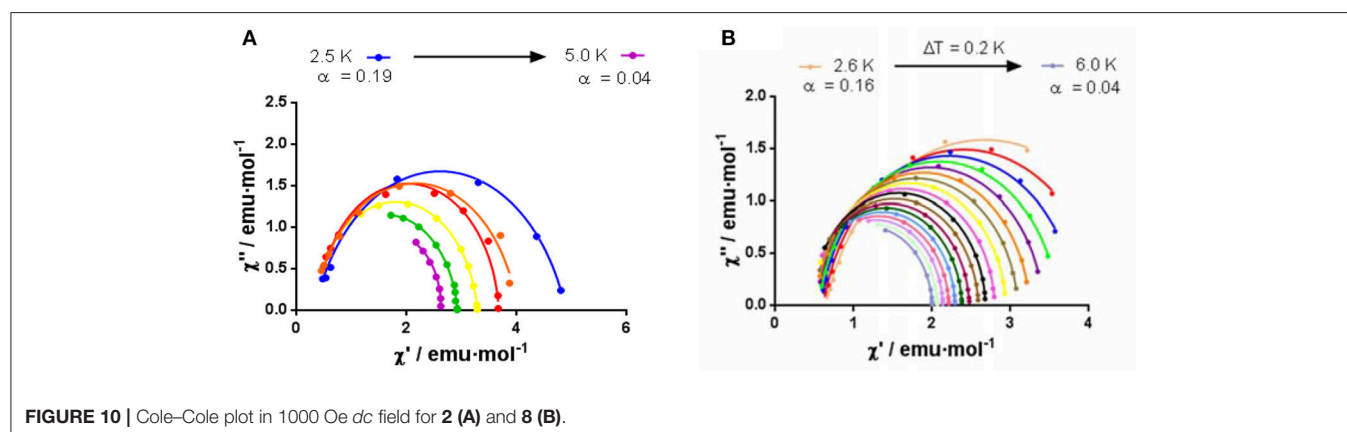 A
2.5 K
α = 0.19
5.0 K
α = 0.04
2.5
2.0
1.5
1.0
0.5
0.0
0
2
4
6
χ'' / emu·mol⁻¹
χ' / emu·mol⁻¹
B
ΔT = 0.2 K
2.6 K
α = 0.16
6.0 K
α = 0.04
2.0
1.5
1.0
0.5
0.0
0
1
2
3
4
χ'' / emu·mol⁻¹
χ' / emu·mol⁻¹
FIGURE 10 | Cole–Cole plot in 1000 Oe dc field for 2 (A) and 8 (B).